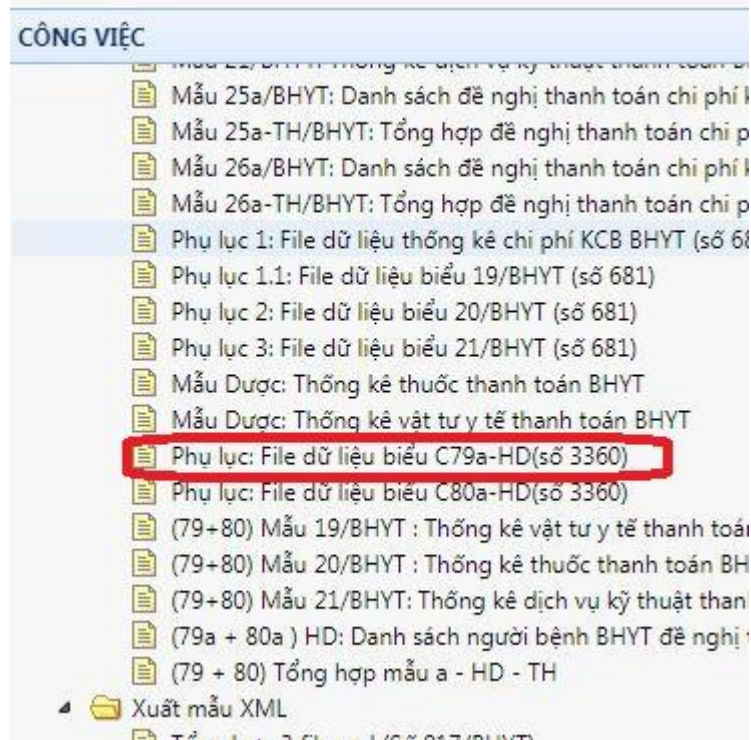 CÔNG VIỆC
Mẫu 25a/BHYT: Danh sách đề nghị thanh toán chi phí
Mẫu 25a-TH/BHYT: Tổng hợp đề nghị thanh toán chi
Mẫu 26a/BHYT: Danh sách đề nghị thanh toán chi phí
Mẫu 26a-TH/BHYT: Tổng hợp đề nghị thanh toán chi
Phụ lục 1: File dữ liệu thống kê chi phí KCB BHYT (số 68
Phụ lục 1.1: File dữ liệu biểu 19/BHYT (số 681)
Phụ lục 2: File dữ liệu biểu 20/BHYT (số 681)
Phụ lục 3: File dữ liệu biểu 21/BHYT (số 681)
Mẫu Dược: Thống kê thuốc thanh toán BHYT
Mẫu Dược: Thống kê vật tư y tế thanh toán BHYT
Phụ lục: File dữ liệu biểu C79a-HD(số 3360)
Phụ lục: File dữ liệu biểu C80a-HD(số 3360)
(79+80) Mẫu 19/BHYT : Thống kê vật tư y tế thanh toán
(79+80) Mẫu 20/BHYT : Thống kê thuốc thanh toán BH
(79+80) Mẫu 21/BHYT: Thống kê dịch vụ kỹ thuật thanh
(79a + 80a ) HD: Danh sách người bệnh BHYT đề nghị
(79 + 80) Tổng hợp mẫu a - HD - TH
Xuất mẫu XML